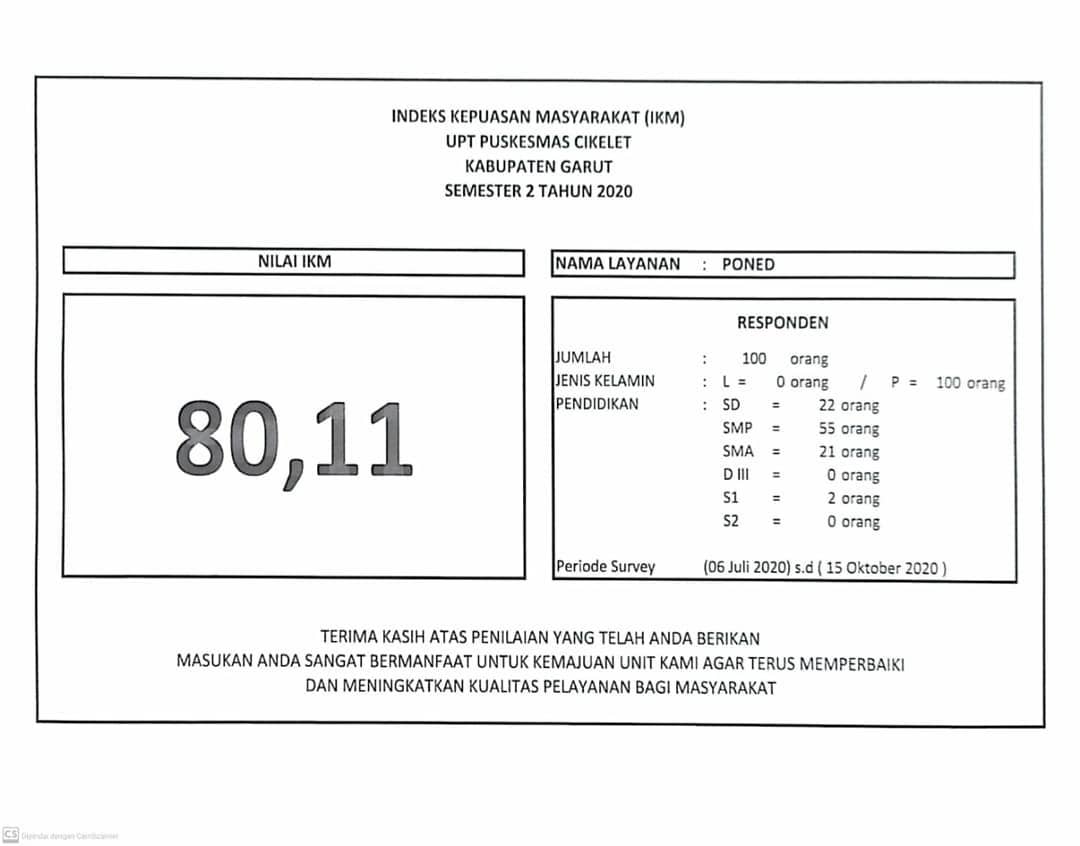 INDEKS KEPUASAN MASYARAKAT (IKM)
UPT PUSKESMAS CIKELET
KABUPATEN GARUT
SEMESTER 2 TAHUN 2020
NILAI IKM
NAMA LAYANAN : PONED
80,11
RESPONDEN
JUMLAH : 100 orang
JENIS KELAMIN : L = 0 orang / P = 100 orang
PENDIDIKAN : SD = 22 orang
SMP = 55 orang
SMA = 21 orang
D III = 0 orang
S1 = 2 orang
S2 = 0 orang
Periode Survey (06 Juli 2020) s.d ( 15 Oktober 2020 )
TERIMA KASIH ATAS PENILAIAN YANG TELAH ANDA BERIKAN
MASUKAN ANDA SANGAT BERMANFAAT UNTUK KEMAJUAN UNIT KAMI AGAR TERUS MEMPERBAIKI
DAN MENINGKATKAN KUALITAS PELAYANAN BAGI MASYARAKAT
CS Dipindai dengan CamScanner